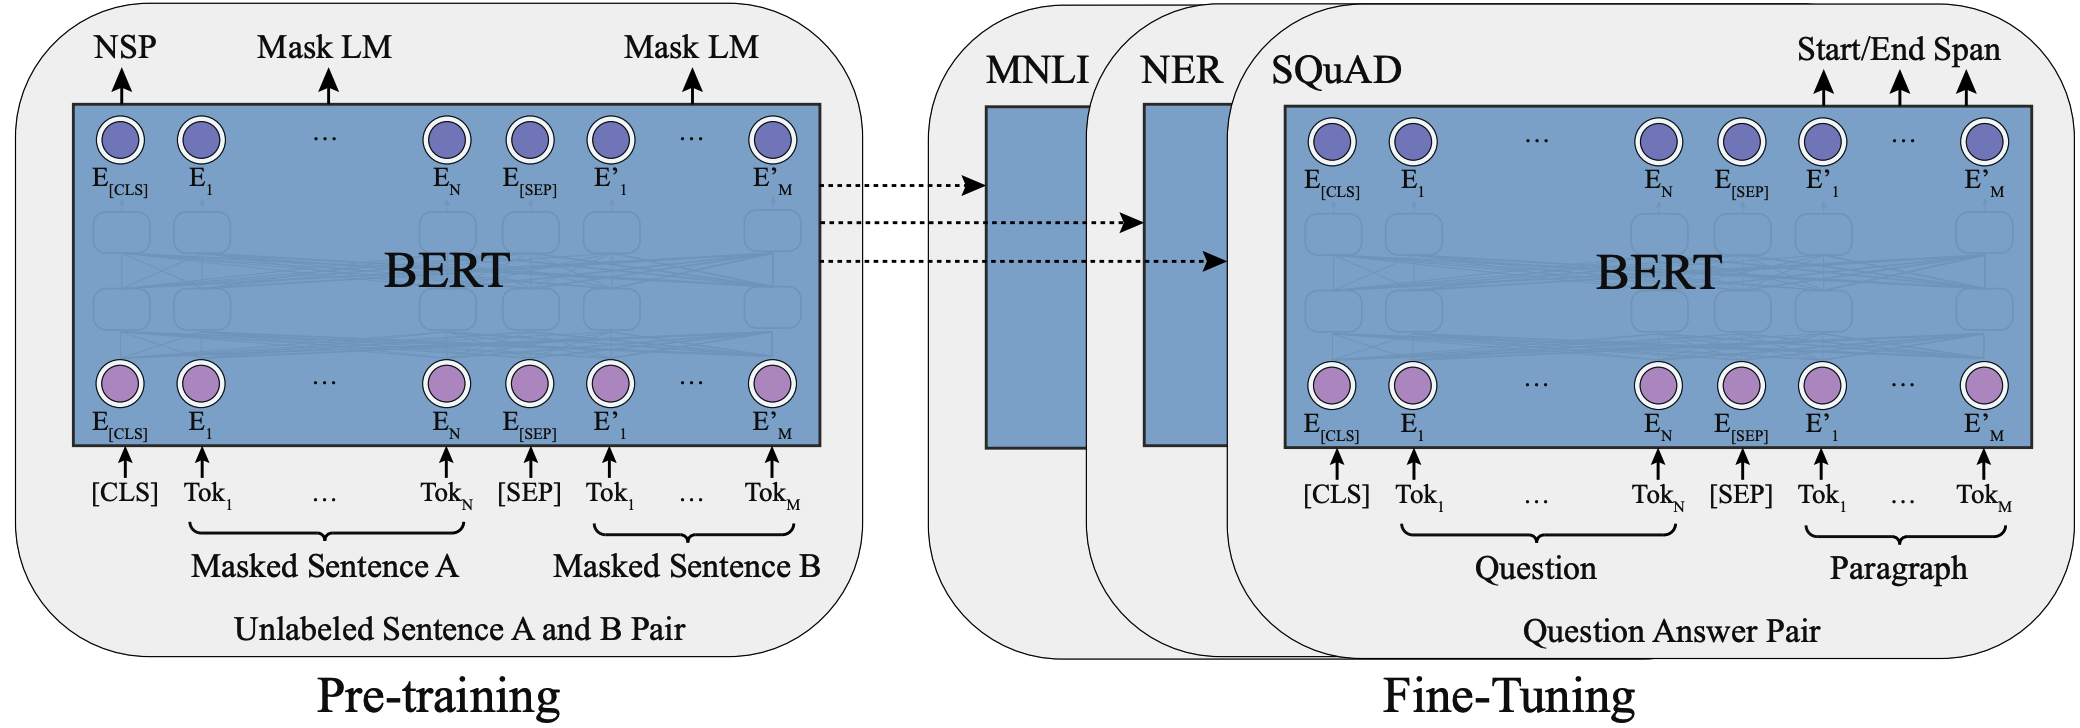 NSP Mask LM Mask LM
E[CLS] E1 ... EN E[SEP] E’1 ... E’M
BERT
E[CLS] E1 ... EN E[SEP] E’1 ... E’M
[CLS] Tok1 ... TokN [SEP] Tok1 ... TokM
Masked Sentence A Masked Sentence B
Unlabeled Sentence A and B Pair
Pre-training
MNLI NER SQuAD
Start/End Span
E[CLS] E1 ... EN E[SEP] E’1 ... E’M
BERT
E[CLS] E1 ... EN E[SEP] E’1 ... E’M
[CLS] Tok1 ... TokN [SEP] Tok1 ... TokM
Question Paragraph
Question Answer Pair
Fine-Tuning